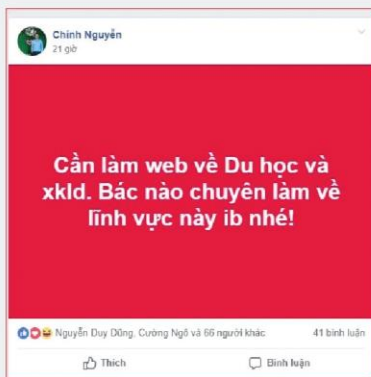 Chinh Nguyễn
21 giờ
Cần làm web về Du học và
xkld. Bác nào chuyên làm về
lĩnh vực này ib nhé!
Nguyễn Duy Dũng, Cường Ngô và 66 người khác
41 bình luận
Thích
Bình luận